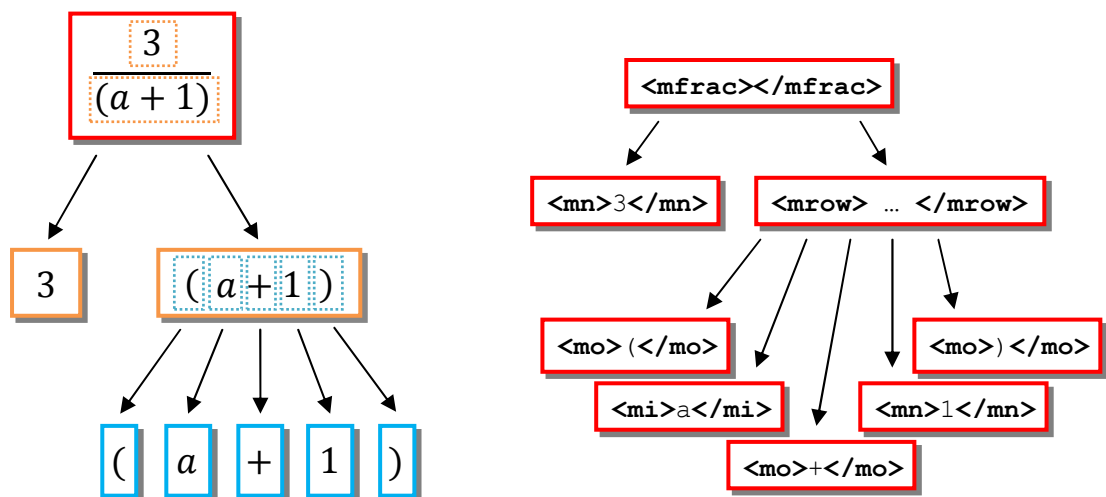 3
(a + 1)
3
( a + 1 )
( a + 1 )
<mfrac></mfrac>
<mn>3</mn>
<mrow> … </mrow>
<mo>(</mo>
<mo>)</mo>
<mi>a</mi>
<mn>1</mn>
<mo>+</mo>